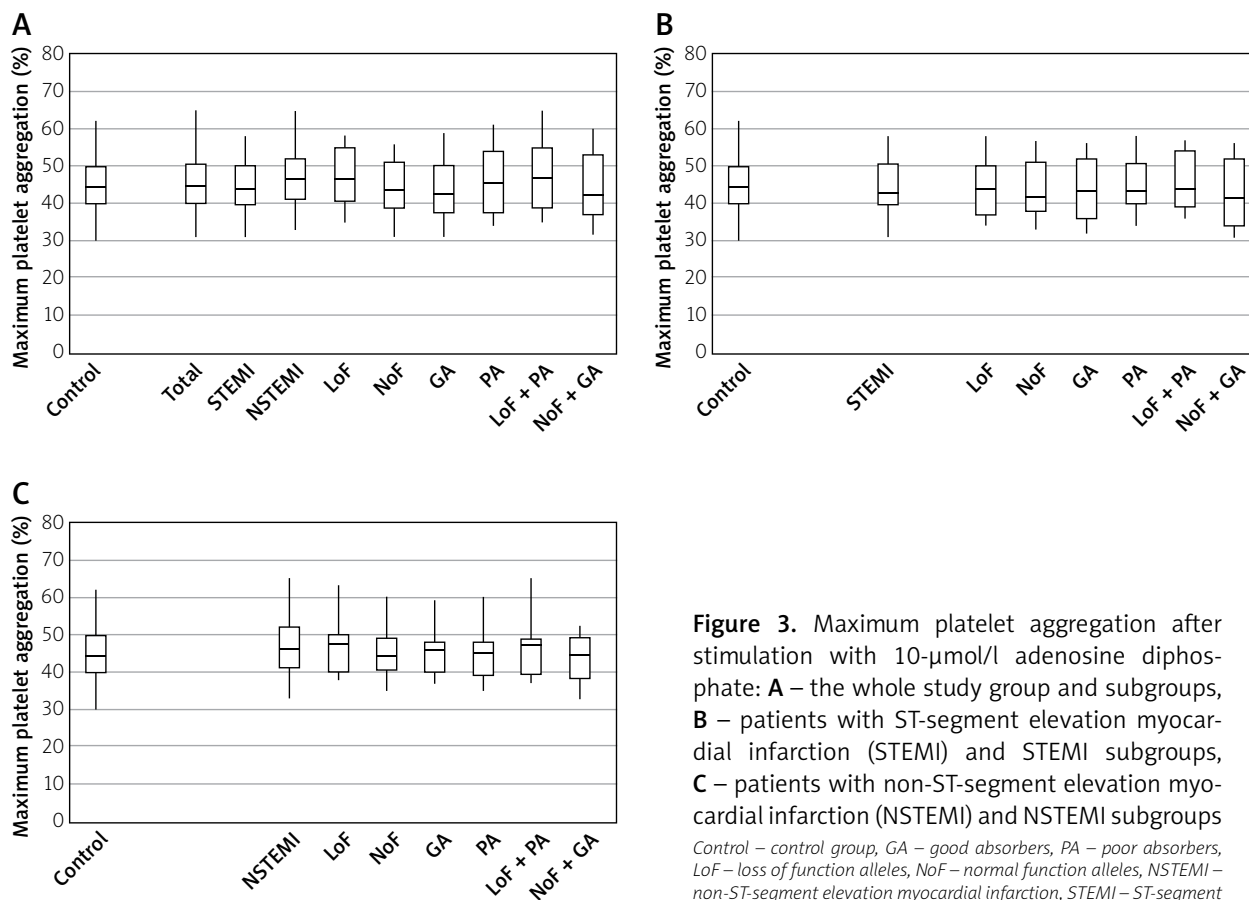 A
Maximum platelet aggregation (%)
80
70
60
50
40
30
20
10
0
Control
Total
STEMI
NSTEMI
LoF
NoF
GA
PA
LoF + PA
NoF + GA
B
Maximum platelet aggregation (%)
80
70
60
50
40
30
20
10
0
Control
STEMI
LoF
NoF
GA
PA
LoF + PA
NoF + GA
C
Maximum platelet aggregation (%)
80
70
60
50
40
30
20
10
0
Control
NSTEMI
LoF
NoF
GA
PA
LoF + PA
NoF + GA
Figure 3. Maximum platelet aggregation after
stimulation with 10-µmol/l adenosine diphos-
phate: A – the whole study group and subgroups,
B – patients with ST-segment elevation myocar-
dial infarction (STEMI) and STEMI subgroups,
C – patients with non-ST-segment elevation myo-
cardial infarction (NSTEMI) and NSTEMI subgroups
Control – control group, GA – good absorbers, PA – poor absorbers,
LoF – loss of function alleles, NoF – normal function alleles, NSTEMI –
non-ST-segment elevation myocardial infarction, STEMI – ST-segment